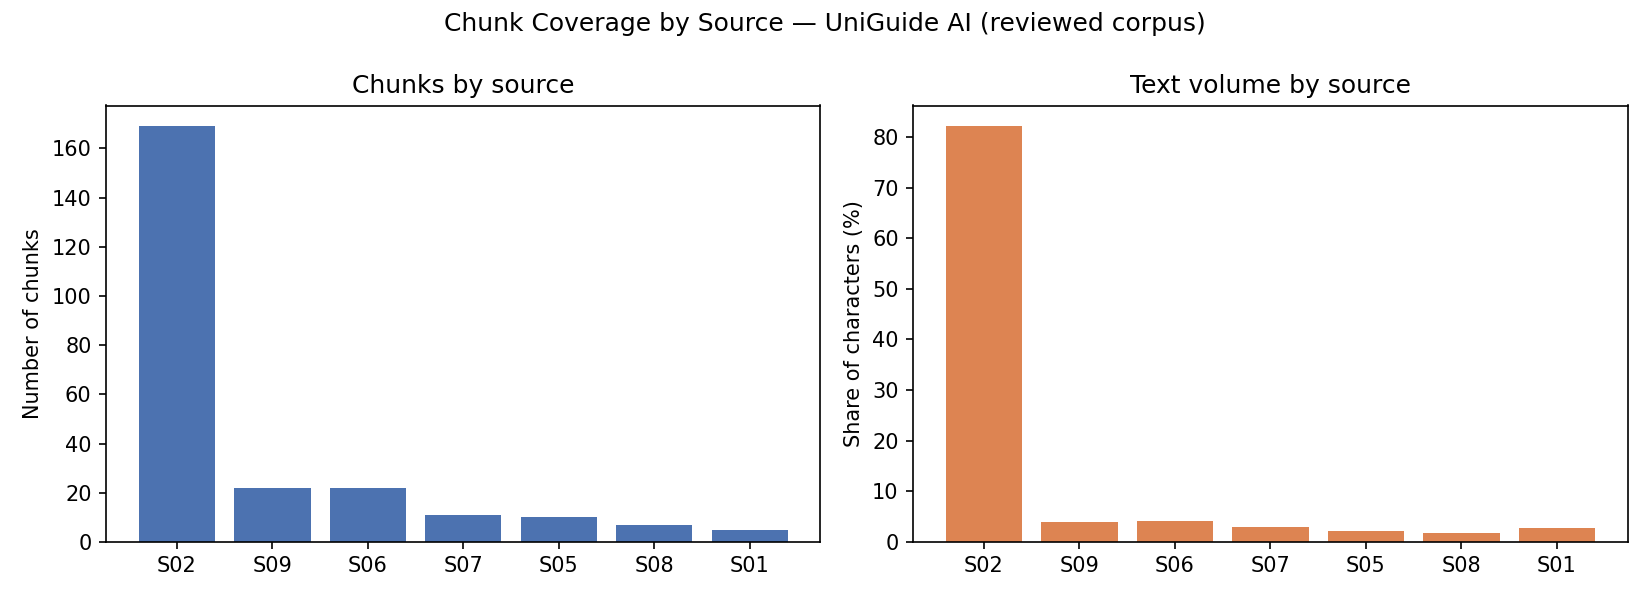 Chunk Coverage by Source — UniGuide AI (reviewed corpus)
Chunks by source
Number of chunks
160
140
120
100
80
60
40
20
0
S02 S09 S06 S07 S05 S08 S01
Text volume by source
Share of characters (%)
80
70
60
50
40
30
20
10
0
S02 S09 S06 S07 S05 S08 S01